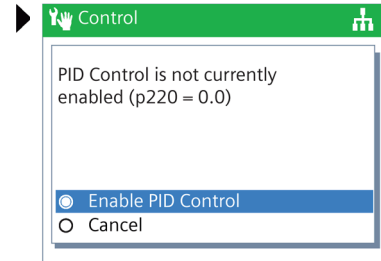 Control
PID Control is not currently
enabled (p220 = 0.0)
Enable PID Control
Cancel